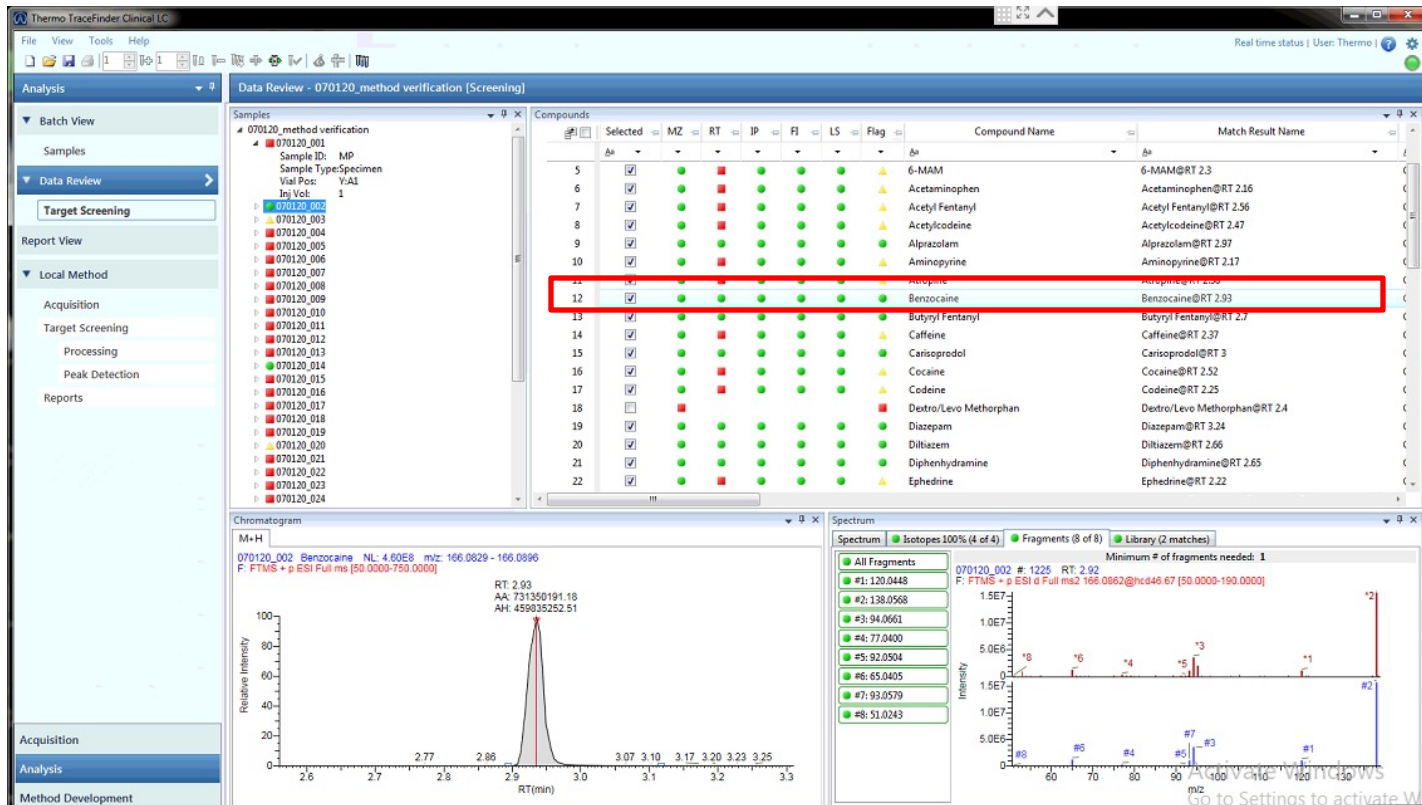 Thermo TraceFinder Clinical LC
File View Tools Help
Real time status | User: Thermo |
1 1
Analysis
Data Review - 070120_method verification [Screening]
Batch View
Samples
Data Review
Target Screening
Report View
Local Method
Acquisition
Target Screening
Processing
Peak Detection
Reports
Acquisition
Analysis
Method Development
Samples
070120_method verification
070120_001
Sample ID: MP
Sample Type:Specimen
Vial Pos: Y:A1
Inj Vol: 1
070120_002
070120_003
070120_004
070120_005
070120_006
070120_007
070120_008
070120_009
070120_010
070120_011
070120_012
070120_013
070120_014
070120_015
070120_016
070120_017
070120_018
070120_019
070120_020
070120_021
070120_022
070120_023
070120_024
Compounds
Selected MZ RT IP FI LS Flag Compound Name Match Result Name
Aa Aa Aa
5 6-MAM 6-MAM@RT 2.3
6 Acetaminophen Acetaminophen@RT 2.16
7 Acetyl Fentanyl Acetyl Fentanyl@RT 2.56
8 Acetylcodeine Acetylcodeine@RT 2.47
9 Alprazolam Alprazolam@RT 2.97
10 Aminopyrine Aminopyrine@RT 2.17
11 Atropine
12 Benzocaine Benzocaine@RT 2.93
13 Butyryl Fentanyl Butyryl Fentanyl@RT 2.7
14 Caffeine Caffeine@RT 2.37
15 Carisoprodol Carisoprodol@RT 3
16 Cocaine Cocaine@RT 2.52
17 Codeine Codeine@RT 2.25
18 Dextro/Levo Methorphan Dextro/Levo Methorphan@RT 2.4
19 Diazepam Diazepam@RT 3.24
20 Diltiazem Diltiazem@RT 2.66
21 Diphenhydramine Diphenhydramine@RT 2.65
22 Ephedrine Ephedrine@RT 2.22
Chromatogram
M+H
070120_002 Benzocaine NL: 4.60E8 m/z: 166.0829 - 166.0896
F: FTMS + p ESI Full ms [50.0000-750.0000]
RT: 2.93
AA: 731350191.18
AH: 459835252.51
100
80
60
40
20
0
Relative Intensity
2.77 2.86 3.07 3.10 3.17 3.20 3.23 3.25
2.6 2.7 2.8 2.9 3.0 3.1 3.2 3.3
RT(min)
Spectrum
Spectrum Isotopes 100% (4 of 4) Fragments (8 of 8) Library (2 matches)
All Fragments
#1: 120.0448
#2: 138.0568
#3: 94.0661
#4: 77.0400
#5: 92.0504
#6: 65.0405
#7: 93.0579
#8: 51.0243
Minimum # of fragments needed: 1
070120_002 #: 1225 RT: 2.92
F: FTMS + p ESI d Full ms2 166.0862@hcd46.67 [50.0000-190.0000]
1.5E7
1.0E7
5.0E6
0
*8 *6 *4 *5 *3 *1 *2
Intensity
1.5E7
1.0E7
5.0E6
0
#8 #6 #4 #5 #7 #3 #1 #2
60 70 80 90 100 110 120 130
m/z
Activate Windows
Go to Settings to activate W